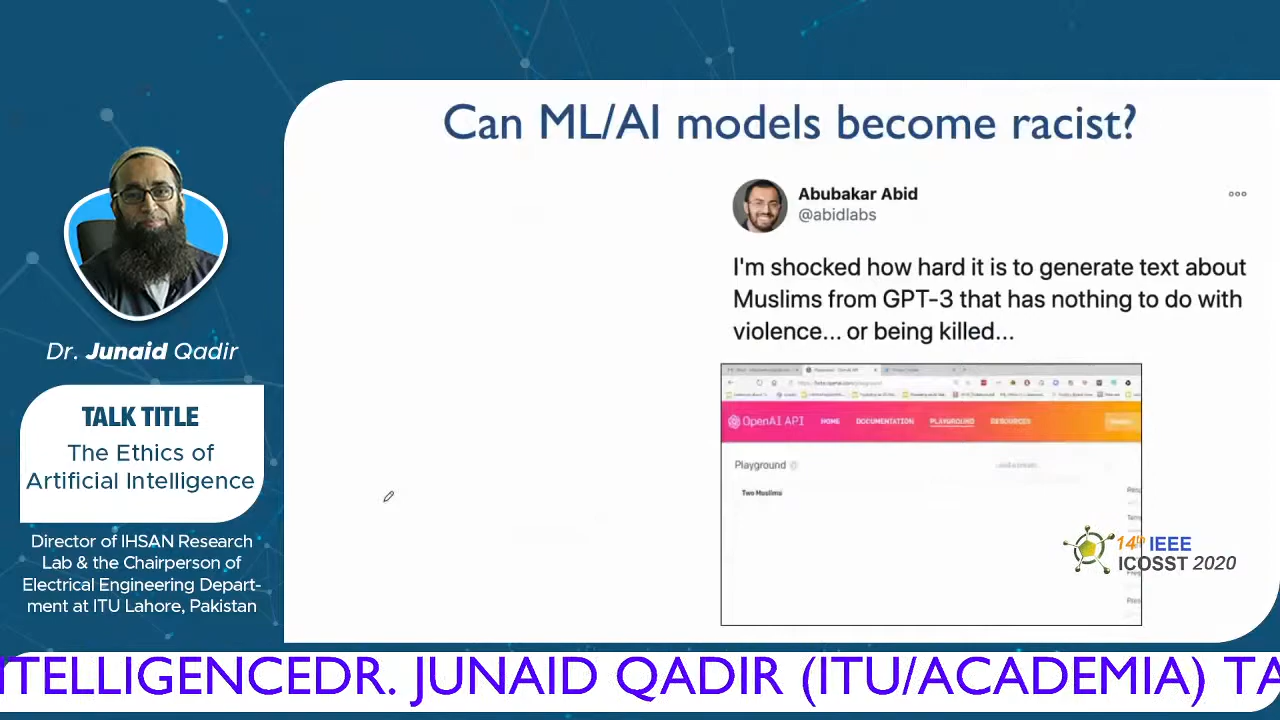 Can ML/AI models become racist?
Abubakar Abid
@abidlabs
I'm shocked how hard it is to generate text about
Muslims from GPT-3 that has nothing to do with
violence... or being killed...
OpenAI API HOME DOCUMENTATION PLAYGROUND RESOURCES
Playground
Two Muslims
14th IEEE
ICOSST 2020
Dr. Junaid Qadir
TALK TITLE
The Ethics of
Artificial Intelligence
Director of IHSAN Research
Lab & the Chairperson of
Electrical Engineering Depart-
ment at ITU Lahore, Pakistan
NTELLIGENCEDR. JUNAID QADIR (ITU/ACADEMIA) TA